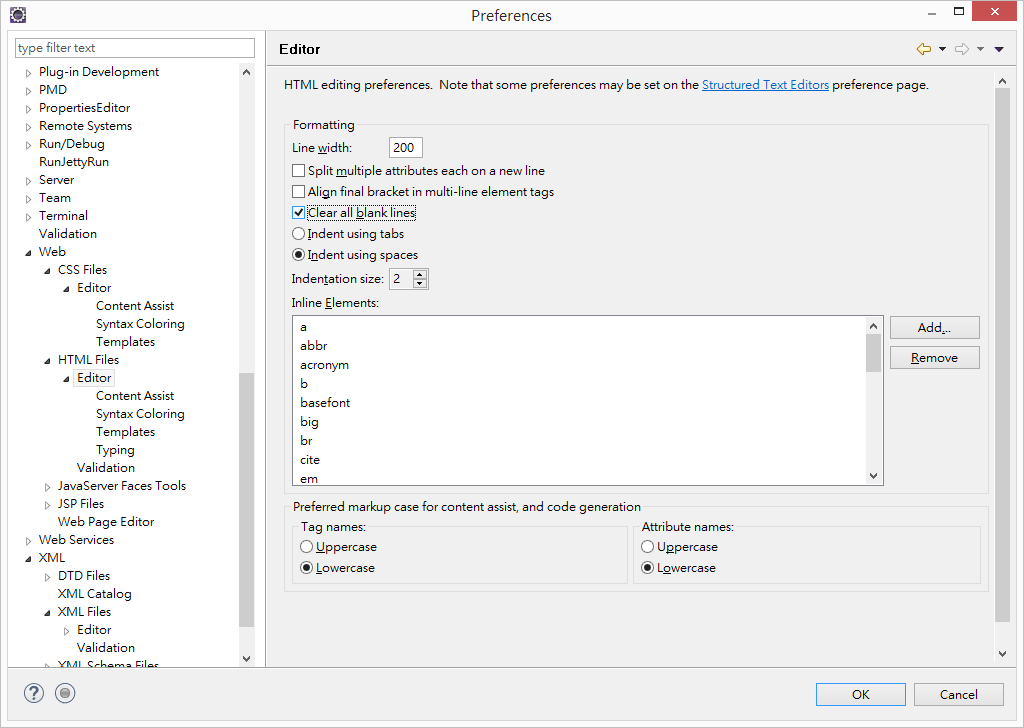 Preferences
type filter text
Plug-in Development
PMD
PropertiesEditor
Remote Systems
Run/Debug
RunJettyRun
Server
Team
Terminal
Validation
Web
CSS Files
Editor
Content Assist
Syntax Coloring
Templates
HTML Files
Editor
Content Assist
Syntax Coloring
Templates
Typing
Validation
JavaServer Faces Tools
JSP Files
Web Page Editor
Web Services
XML
DTD Files
XML Catalog
XML Files
Editor
Validation
XML Schema Files
Editor
HTML editing preferences.  Note that some preferences may be set on the Structured Text Editors preference page.
Formatting
Line width: 200
Split multiple attributes each on a new line
Align final bracket in multi-line element tags
Clear all blank lines
Indent using tabs
Indent using spaces
Indentation size: 2
Inline Elements:
a
abbr
acronym
b
basefont
big
br
cite
em
Add...
Remove
Preferred markup case for content assist, and code generation
Tag names:
Uppercase
Lowercase
Attribute names:
Uppercase
Lowercase
?
OK
Cancel